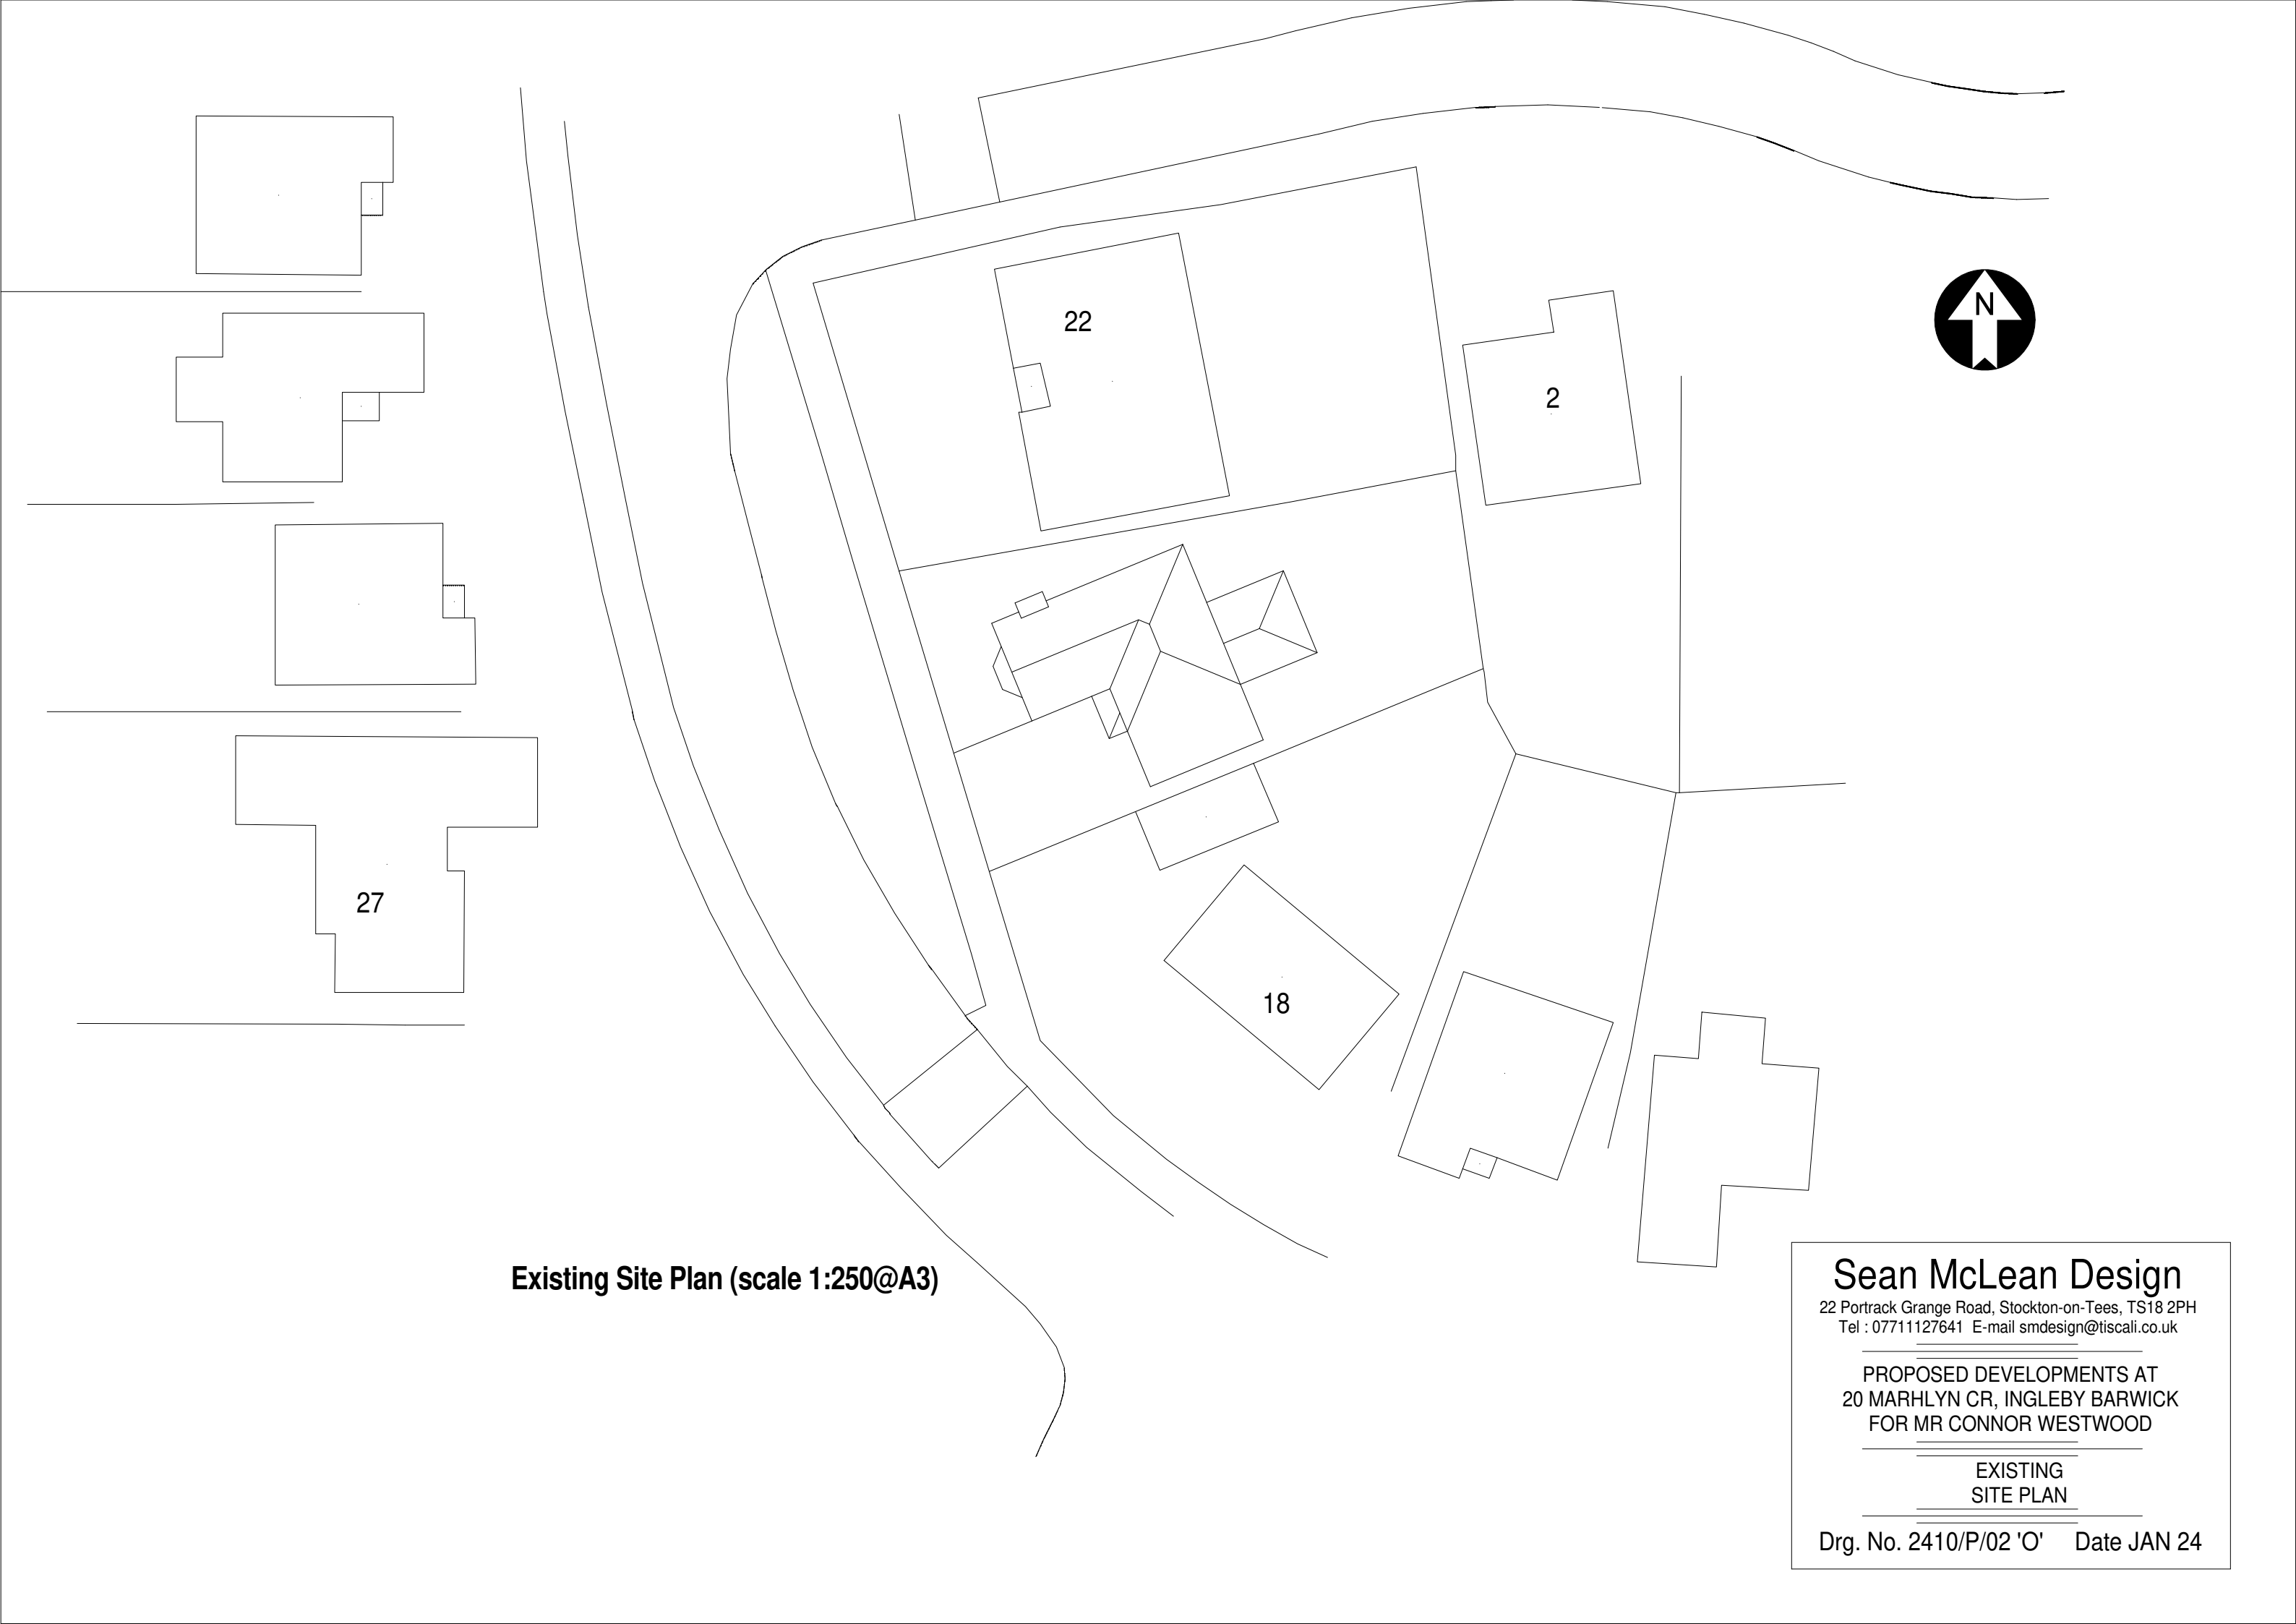 N
22
2
27
18
Existing Site Plan (scale 1:250@A3)
Sean McLean Design
22 Portrack Grange Road, Stockton-on-Tees, TS18 2PH
Tel : 07711127641 E-mail smdesign@tiscali.co.uk
PROPOSED DEVELOPMENTS AT
20 MARHLYN CR, INGLEBY BARWICK
FOR MR CONNOR WESTWOOD
EXISTING
SITE PLAN
Drg. No. 2410/P/02 'O' Date JAN 24